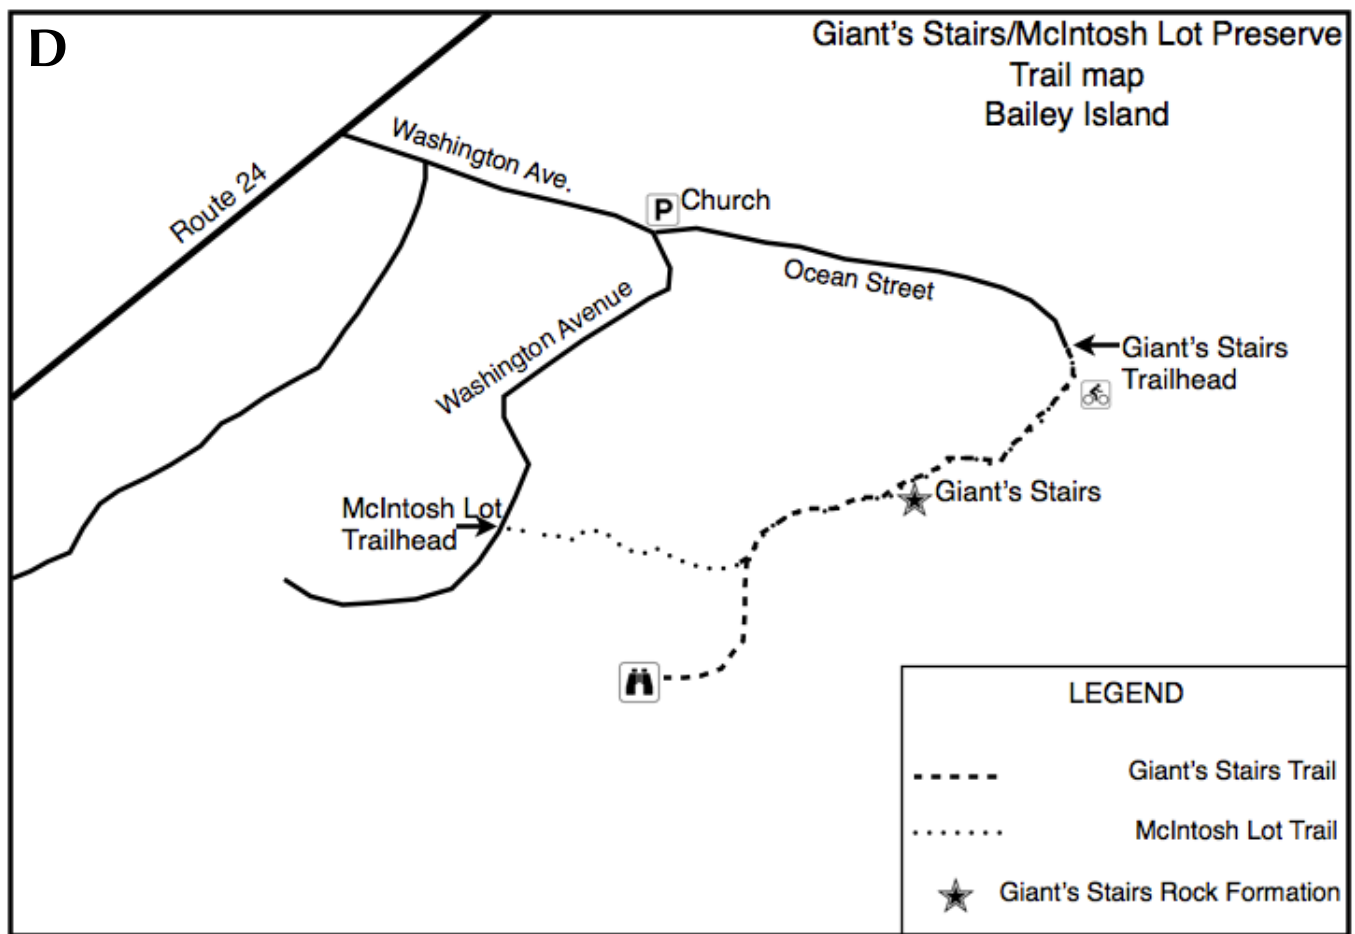 D
Giant's Stairs/McIntosh Lot Preserve
Trail map
Bailey Island
Washington Ave.
Route 24
P
Church
Ocean Street
Washington Avenue
Giant's Stairs
Trailhead
Giant's Stairs
McIntosh Lot
Trailhead
LEGEND
Giant's Stairs Trail
McIntosh Lot Trail
Giant's Stairs Rock Formation